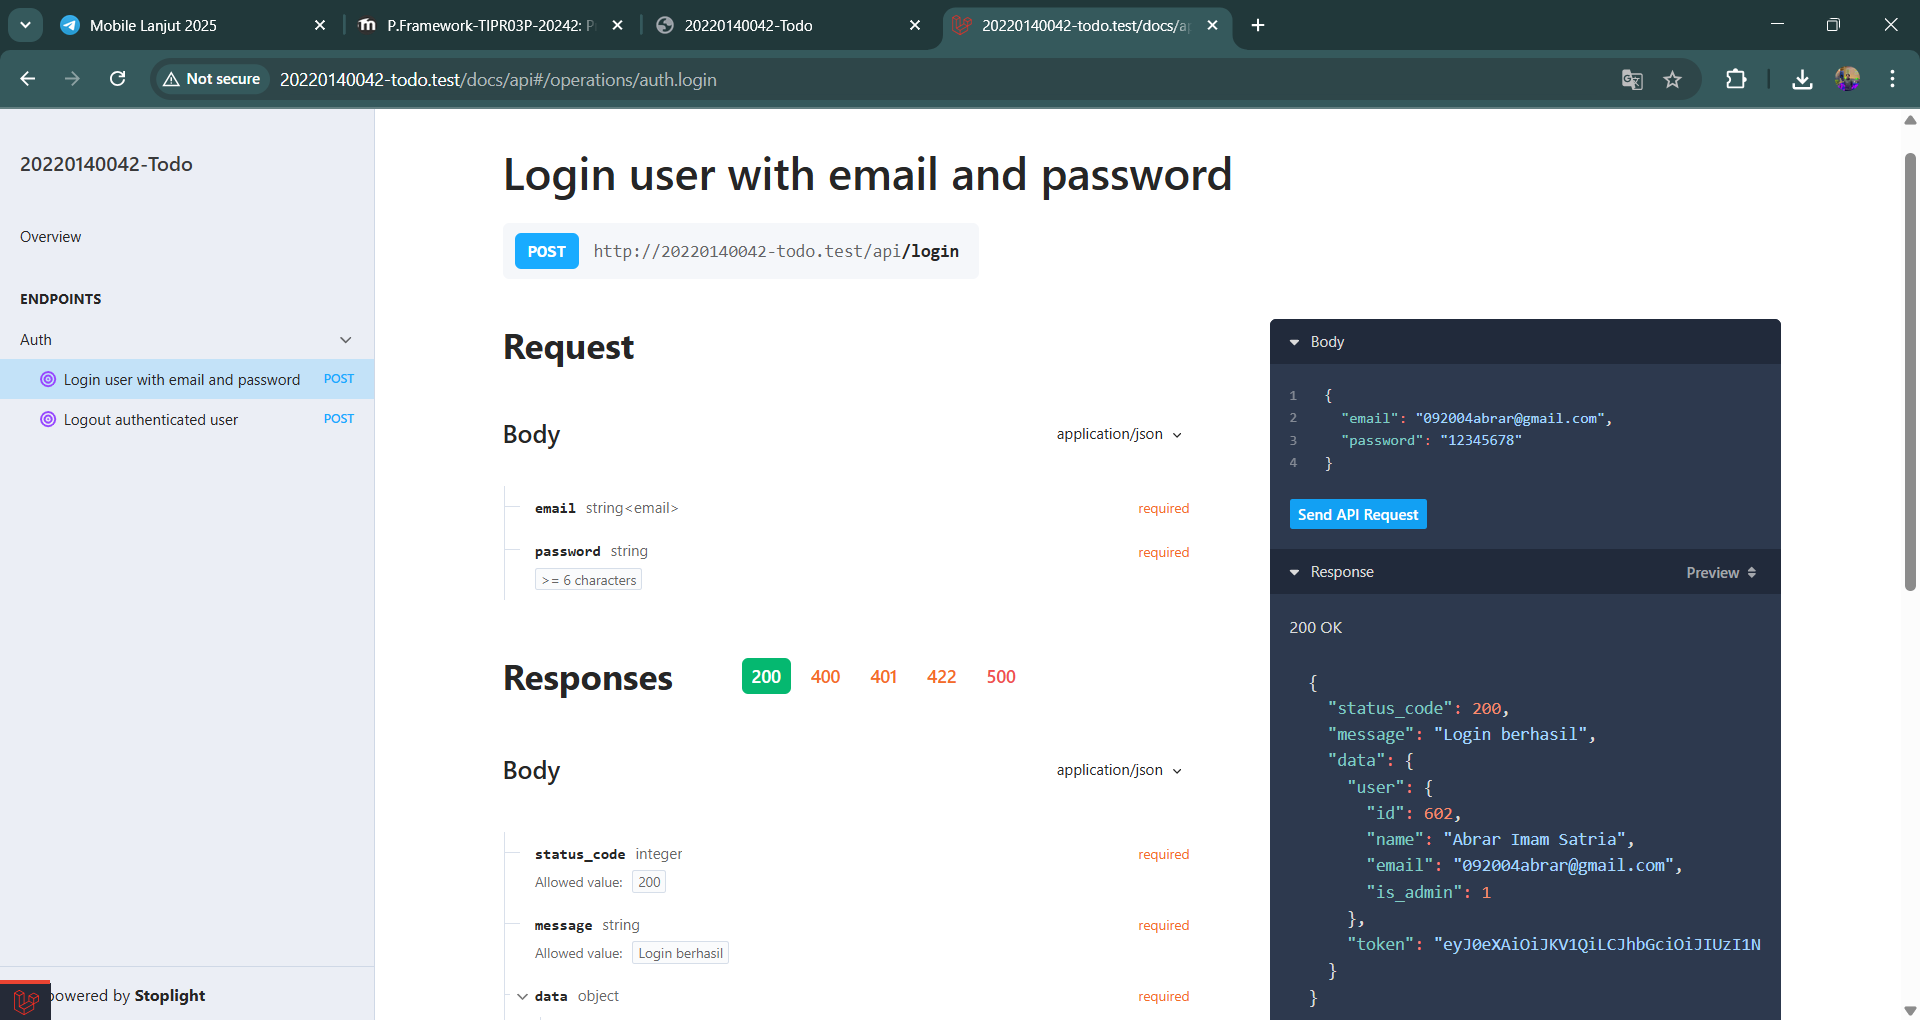 Mobile Lanjut 2025
P.Framework-TIPR03P-20242: P
20220140042-Todo
20220140042-todo.test/docs/ap
Not secure
20220140042-todo.test/docs/api#/operations/auth.login
20220140042-Todo
Overview
ENDPOINTS
Auth
Login user with email and password POST
Logout authenticated user POST
powered by Stoplight
Login user with email and password
POST http://20220140042-todo.test/api/login
Request
Body application/json
email string<email> required
password string required
>= 6 characters
Responses 200 400 401 422 500
Body application/json
status_code integer required
Allowed value: 200
message string required
Allowed value: Login berhasil
data object required
Body
1 {
2 "email": "092004abrar@gmail.com",
3 "password": "12345678"
4 }
Send API Request
Response Preview
200 OK
{
"status_code": 200,
"message": "Login berhasil",
"data": {
"user": {
"id": 602,
"name": "Abrar Imam Satria",
"email": "092004abrar@gmail.com",
"is_admin": 1
},
"token": "eyJ0eXAiOiJKV1QiLCJhbGciOiJIUzI1N
}
}